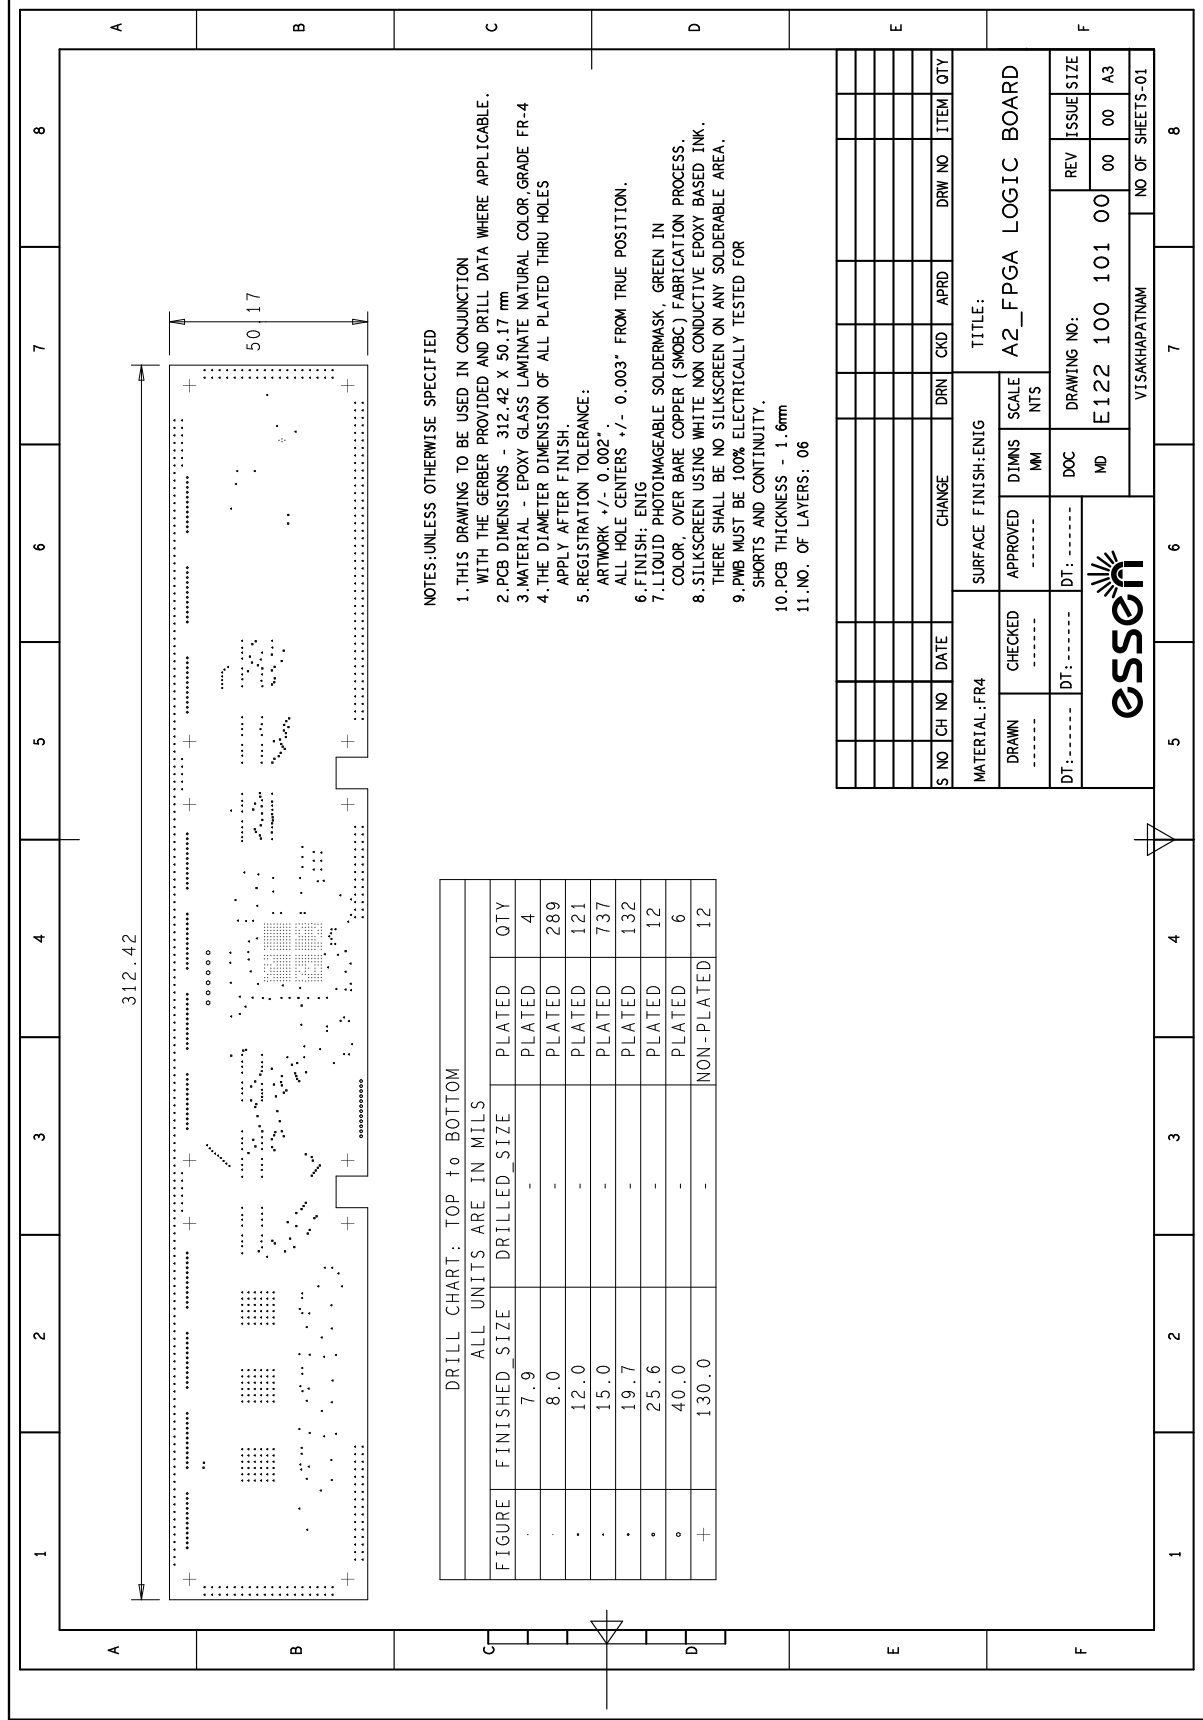 1 2 3 4 5 6 7 8
A
B
C
D
E
F
312.42
50.17
NOTES:UNLESS OTHERWISE SPECIFIED
1.THIS DRAWING TO BE USED IN CONJUNCTION
WITH THE GERBER PROVIDED AND DRILL DATA WHERE APPLICABLE.
2.PCB DIMENSIONS - 312.42 X 50.17 mm
3.MATERIAL - EPOXY GLASS LAMINATE NATURAL COLOR,GRADE FR-4
4.THE DIAMETER DIMENSION OF ALL PLATED THRU HOLES
APPLY AFTER FINISH.
5.REGISTRATION TOLERANCE:
ARTWORK +/- 0.002".
ALL HOLE CENTERS +/- 0.003" FROM TRUE POSITION.
6.FINISH: ENIG
7.LIQUID PHOTOIMAGEABLE SOLDERMASK, GREEN IN
COLOR, OVER BARE COPPER (SMOBC) FABRICATION PROCESS.
8.SILKSCREEN USING WHITE NON CONDUCTIVE EPOXY BASED INK.
THERE SHALL BE NO SILKSCREEN ON ANY SOLDERABLE AREA.
9.PWB MUST BE 100% ELECTRICALLY TESTED FOR
SHORTS AND CONTINUITY.
10.PCB THICKNESS - 1.6mm
11.NO. OF LAYERS: 06
DRILL CHART: TOP to BOTTOM
ALL UNITS ARE IN MILS
FIGURE FINISHED_SIZE DRILLED_SIZE PLATED QTY
7.9 - PLATED 4
8.0 - PLATED 289
12.0 - PLATED 121
15.0 - PLATED 737
19.7 - PLATED 132
25.6 - PLATED 12
40.0 - PLATED 6
130.0 - NON-PLATED 12
S NO CH NO DATE CHANGE DRN CKD APRD DRW NO ITEM QTY
MATERIAL:FR4 SURFACE FINISH:ENIG TITLE:
A2_FPGA LOGIC BOARD
DRAWN CHECKED APPROVED DIMNS SCALE
------ ------ ------ MM NTS
DT:------ DT:------ DT:------ DOC DRAWING NO: REV ISSUE SIZE
essen MD E122 100 101 00 00 00 A3
VISAKHAPATNAM NO OF SHEETS-01
A
B
C
D
E
F
1 2 3 4 5 6 7 8